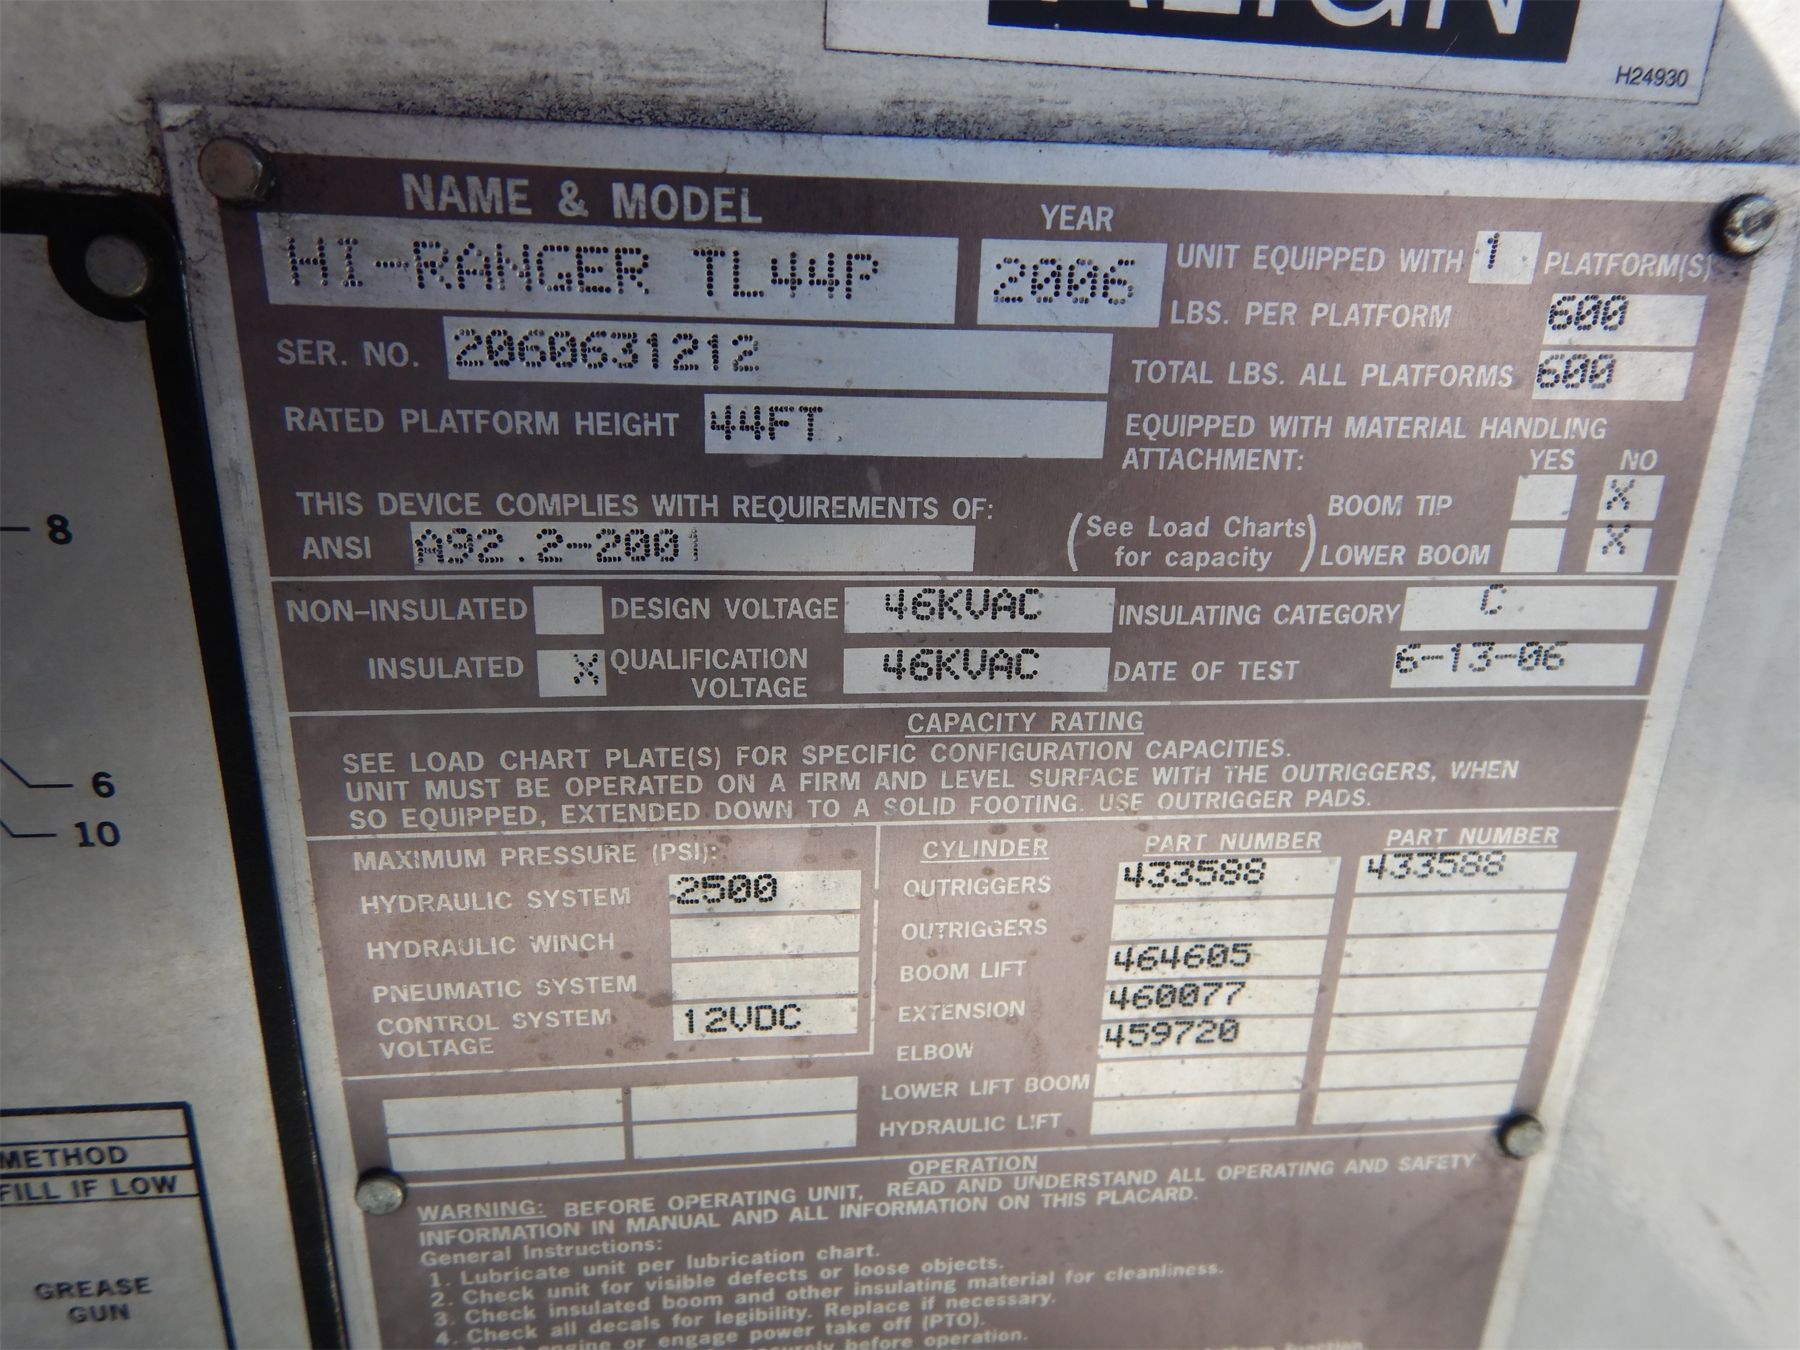 ALIGN
H24930
NAME & MODEL
HI-RANGER TL44P
YEAR
2006
UNIT EQUIPPED WITH 1 PLATFORM(S)
LBS. PER PLATFORM 600
SER. NO. 2060631212
TOTAL LBS. ALL PLATFORMS 600
RATED PLATFORM HEIGHT 44FT.
EQUIPPED WITH MATERIAL HANDLING
ATTACHMENT: YES NO
THIS DEVICE COMPLIES WITH REQUIREMENTS OF:
ANSI A92.2-2001
(See Load Charts for capacity)
BOOM TIP X
LOWER BOOM X
NON-INSULATED DESIGN VOLTAGE 46KVAC INSULATING CATEGORY C
INSULATED X QUALIFICATION VOLTAGE 46KVAC DATE OF TEST 6-13-06
CAPACITY RATING
SEE LOAD CHART PLATE(S) FOR SPECIFIC CONFIGURATION CAPACITIES.
UNIT MUST BE OPERATED ON A FIRM AND LEVEL SURFACE WITH THE OUTRIGGERS, WHEN
SO EQUIPPED, EXTENDED DOWN TO A SOLID FOOTING. USE OUTRIGGER PADS.
MAXIMUM PRESSURE (PSI):
HYDRAULIC SYSTEM 2500
HYDRAULIC WINCH
PNEUMATIC SYSTEM
CONTROL SYSTEM VOLTAGE 12VDC
CYLINDER PART NUMBER PART NUMBER
OUTRIGGERS 433588 433588
OUTRIGGERS
BOOM LIFT 464605
EXTENSION 460077
ELBOW 459720
LOWER LIFT BOOM
HYDRAULIC LIFT
OPERATION
WARNING: BEFORE OPERATING UNIT, READ AND UNDERSTAND ALL OPERATING AND SAFETY
INFORMATION IN MANUAL AND ALL INFORMATION ON THIS PLACARD.
General Instructions:
1. Lubricate unit per lubrication chart.
2. Check unit for visible defects or loose objects.
3. Check insulated boom and other insulating material for cleanliness.
4. Check all decals for legibility. Replace if necessary.
engine or engage power take off (PTO).
before operation.
8
6
10
METHOD
FILL IF LOW
GREASE
GUN